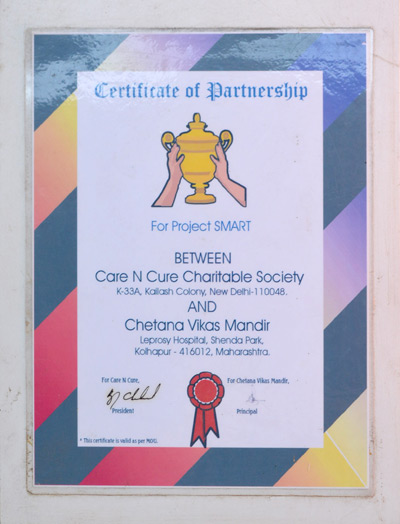 Certificate of Partnership
For Project SMART
BETWEEN
Care N Cure Charitable Society
K-33A, Kailash Colony, New Delhi-110048.
AND
Chetana Vikas Mandir
Leprosy Hospital, Shenda Park,
Kolhapur - 416012, Maharashtra.
For Care N Cure,
For Chetana Vikas Mandir,
President
Principal
* This certificate is valid as per MOU.